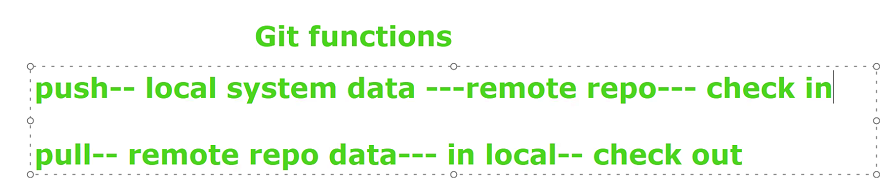 Git functions
push-- local system data ---remote repo--- check in
pull-- remote repo data--- in local-- check out